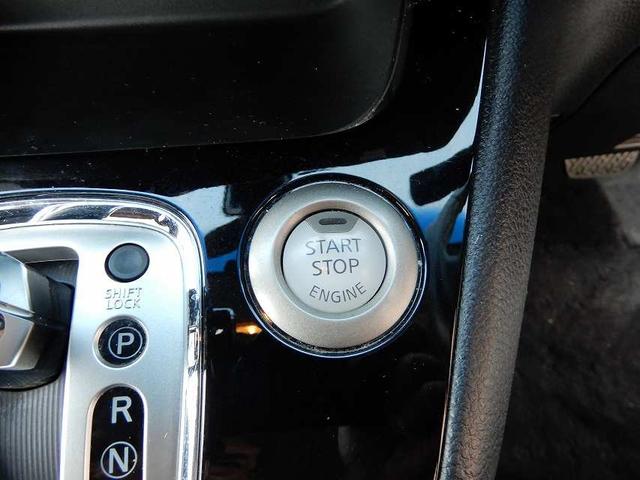 START
STOP
ENGINE
SHIFT
LOCK
P
R
N